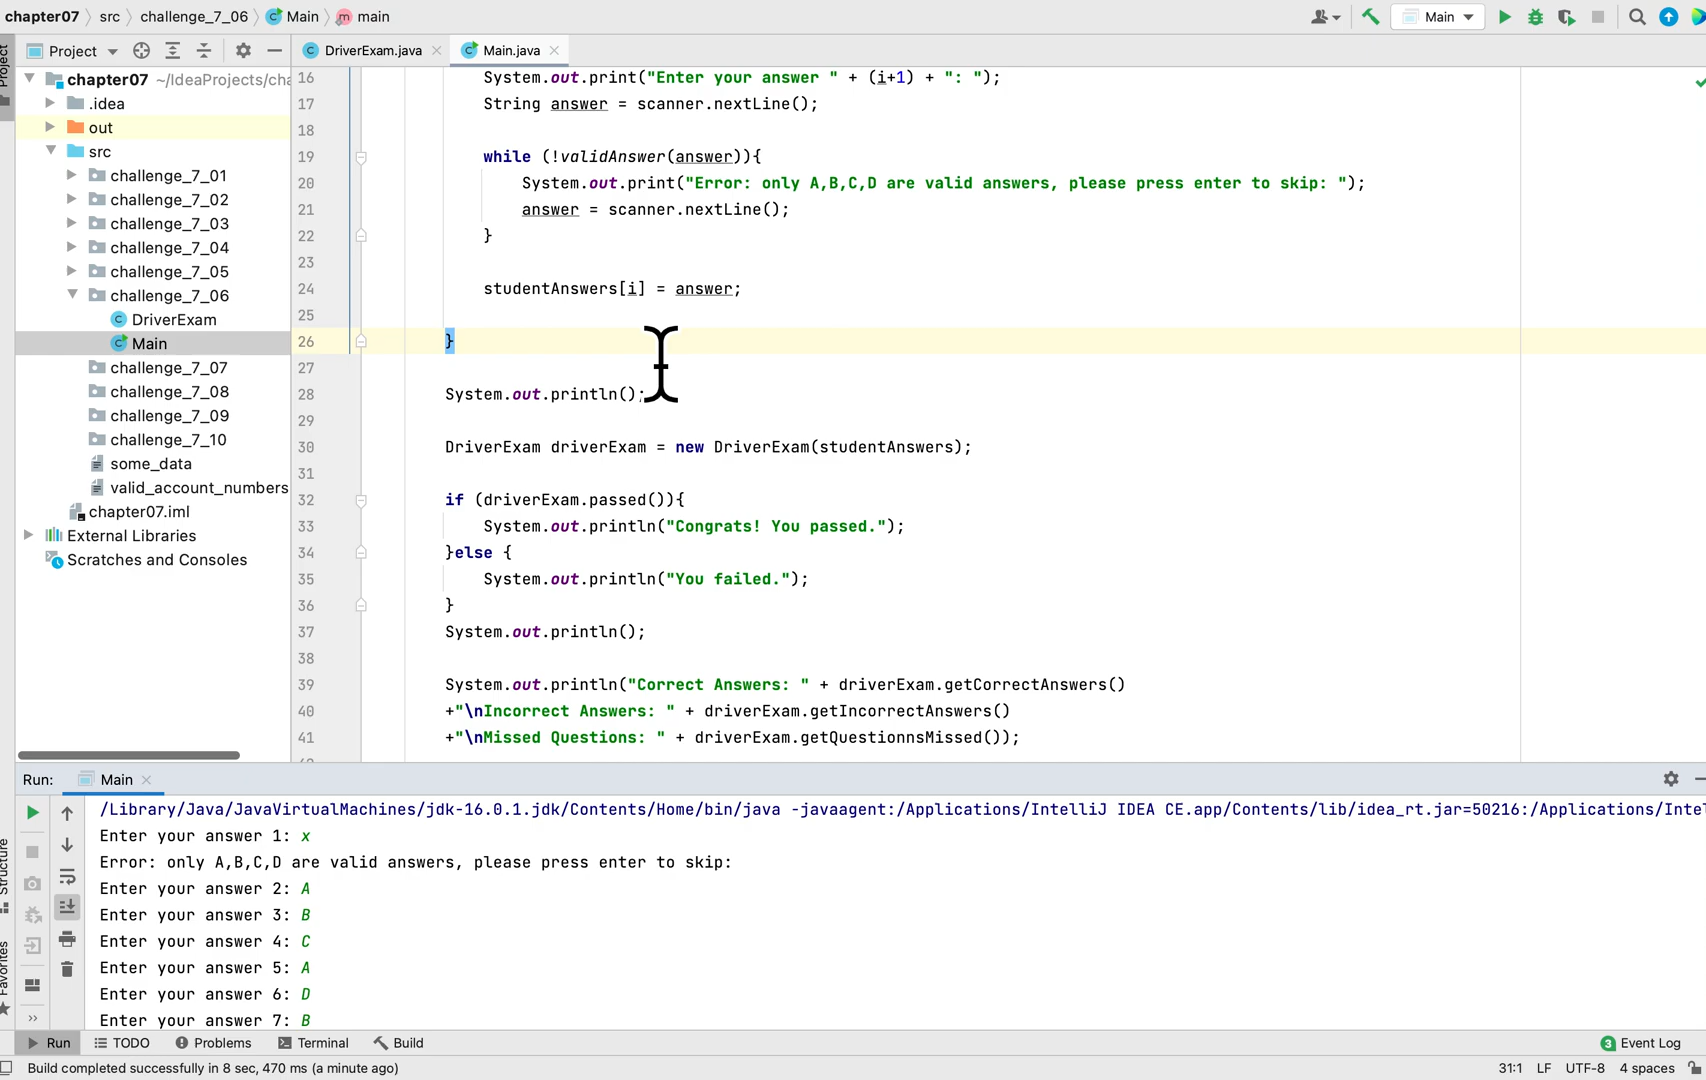 chapter07 src challenge_7_06 Main main
Main
Project
DriverExam.java
Main.java
Project
chapter07 ~/IdeaProjects/cha
.idea
out
src
challenge_7_01
challenge_7_02
challenge_7_03
challenge_7_04
challenge_7_05
challenge_7_06
DriverExam
Main
challenge_7_07
challenge_7_08
challenge_7_09
challenge_7_10
some_data
valid_account_numbers
chapter07.iml
External Libraries
Scratches and Consoles
16 System.out.print("Enter your answer " + (i+1) + ": ");
17 String answer = scanner.nextLine();
18
19 while (!validAnswer(answer)){
20 System.out.print("Error: only A,B,C,D are valid answers, please press enter to skip: ");
21 answer = scanner.nextLine();
22 }
23
24 studentAnswers[i] = answer;
25
26 }
27
28 System.out.println();
29
30 DriverExam driverExam = new DriverExam(studentAnswers);
31
32 if (driverExam.passed()){
33 System.out.println("Congrats! You passed.");
34 }else {
35 System.out.println("You failed.");
36 }
37 System.out.println();
38
39 System.out.println("Correct Answers: " + driverExam.getCorrectAnswers()
40 +"\nIncorrect Answers: " + driverExam.getIncorrectAnswers()
41 +"\nMissed Questions: " + driverExam.getQuestionnsMissed());
Run: Main
/Library/Java/JavaVirtualMachines/jdk-16.0.1.jdk/Contents/Home/bin/java -javaagent:/Applications/IntelliJ IDEA CE.app/Contents/lib/idea_rt.jar=50216:/Applications/Intel
Enter your answer 1: x
Error: only A,B,C,D are valid answers, please press enter to skip:
Enter your answer 2: A
Enter your answer 3: B
Enter your answer 4: C
Enter your answer 5: A
Enter your answer 6: D
Enter your answer 7: B
Structure
Favorites
Run TODO Problems Terminal Build
3 Event Log
Build completed successfully in 8 sec, 470 ms (a minute ago)
31:1 LF UTF-8 4 spaces